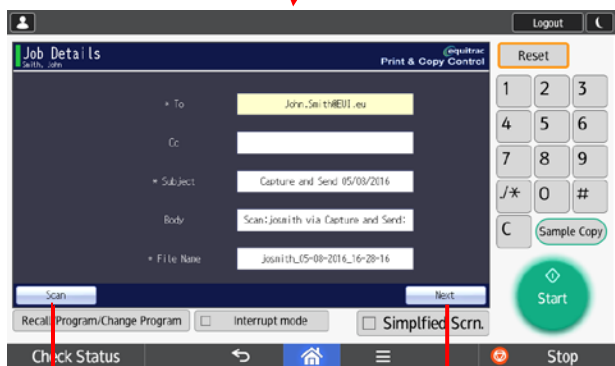 Logout
Job Details
Smith, John
equitrac
Print & Copy Control
Reset
* To
John.Smith@EUI.eu
Cc
* Subject
Capture and Send 05/08/2016
Body
Scan:josmith via Capture and Send:
* File Name
josmith_05-08-2016_16-28-16
Scan
Next
1 2 3
4 5 6
7 8 9
./* 0 #
C Sample Copy
Start
Recall Program/Change Program
Interrupt mode
Simplfied Scrn.
Check Status
Stop